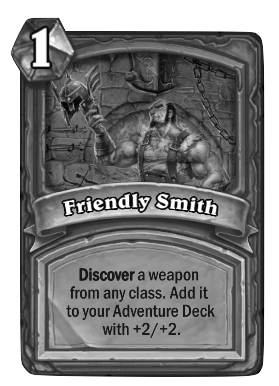 1
Friendly Smith
Discover a weapon
from any class. Add it
to your Adventure Deck
with +2/+2.